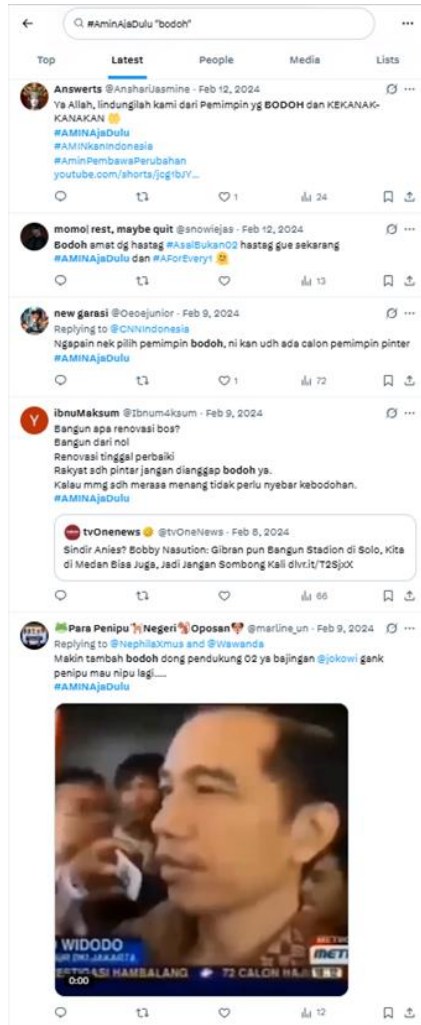 #AminAjaDulu "bodoh"
Top Latest People Media Lists
Answerts @AnshariJasmine · Feb 12, 2024
Ya Allah, lindungilah kami dari Pemimpin yg BODOH dan KEKANAK-
KANAKAN
#AMINAjaDulu
#AMINkanIndonesia
#AminPembawaPerubahan
youtube.com/shorts/jcg1bJY...
1 24
momo| rest, maybe quit @snowiejas · Feb 12, 2024
Bodoh amat dg hastag #AsalBukan02 hastag gue sekarang
#AMINAjaDulu dan #AForEvery1
13
new garasi @Oeoejunior · Feb 9, 2024
Replying to @CNNIndonesia
Ngapain nek pilih pemimpin bodoh, ni kan udh ada calon pemimpin pinter
#AMINAjaDulu
1 72
Y
ibnuMaksum @Ibnum4ksum · Feb 9, 2024
Bangun apa renovasi bos?
Bangun dari nol
Renovasi tinggal perbaiki
Rakyat sdh pintar jangan dianggap bodoh ya.
Kalau mmg sdh merasa menang tidak perlu nyebar kebodohan.
#AMINAjaDulu
tvOnenews @tvOneNews · Feb 8, 2024
Sindir Anies? Bobby Nasution: Gibran pun Bangun Stadion di Solo, Kita
di Medan Bisa Juga, Jadi Jangan Sombong Kali dlvr.it/T2SjxX
66
Para Penipu Negeri Oposan @marline_un · Feb 9, 2024
Replying to @NephilaXmus and @Wawanda
Makin tambah bodoh dong pendukung 02 ya bajingan @jokowi gank
penipu mau nipu lagi.....
#AMINAjaDulu
WIDODO
UR DKI JAKARTA
METRO
STIGASI HAMBALANG 72 CALON HAJI
0:00
12